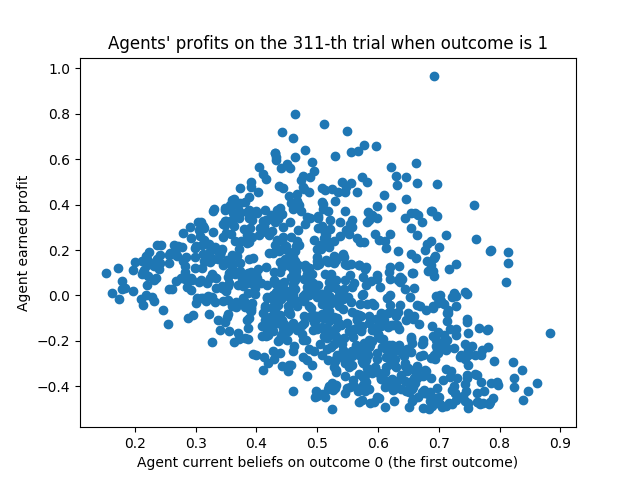 Agents' profits on the 311-th trial when outcome is 1
1.0
0.8
0.6
0.4
0.2
0.0
−0.2
−0.4
Agent earned profit
0.2 0.3 0.4 0.5 0.6 0.7 0.8 0.9
Agent current beliefs on outcome 0 (the first outcome)